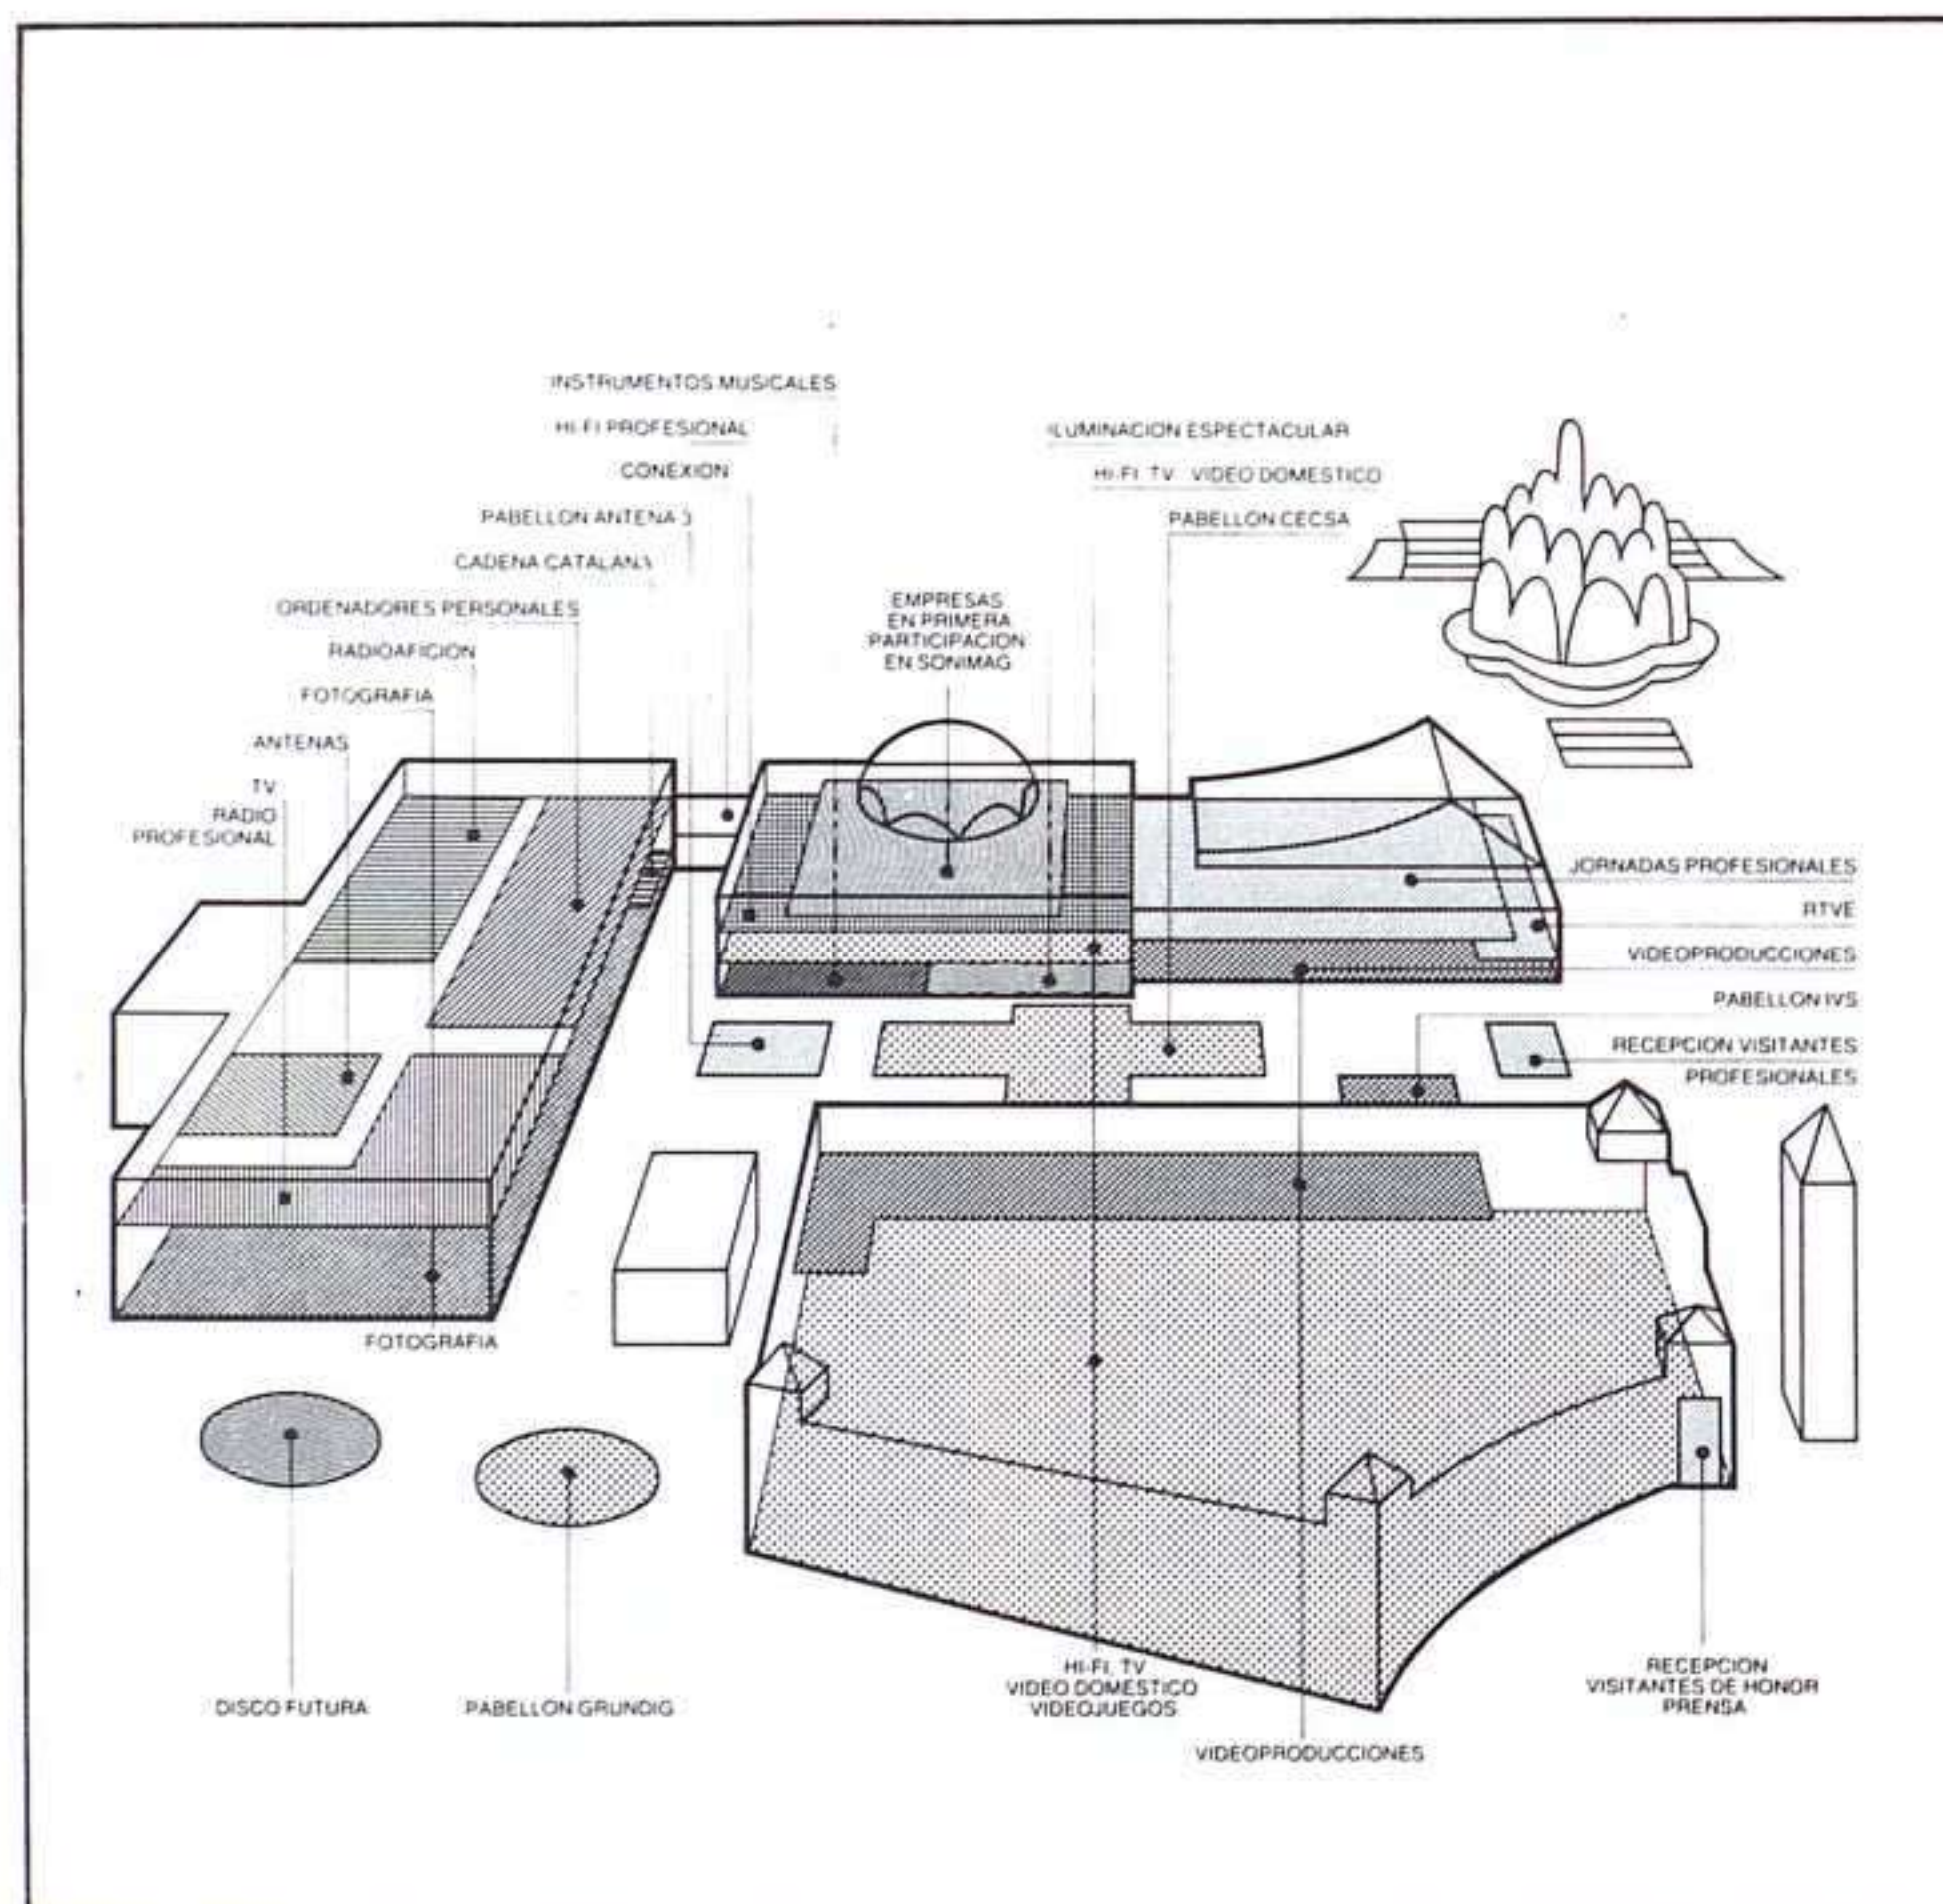 INSTRUMENTOS MUSICALES
HI-FI PROFESIONAL
CONEXION
PABELLON ANTENA 3
CADENA CATALANA
ORDENADORES PERSONALES
RADIOAFICION
FOTOGRAFIA
ANTENAS
TV
RADIO
PROFESIONAL
EMPRESAS
EN PRIMERA
PARTICIPACION
EN SONIMAG
ILUMINACION ESPECTACULAR
HI-FI. TV VIDEO DOMESTICO
PABELLON CECSA
JORNADAS PROFESIONALES
RTVE
VIDEOPRODUCCIONES
PABELLON IVS
RECEPCION VISITANTES
PROFESIONALES
FOTOGRAFIA
DISCO FUTURA
PABELLON GRUNDIG
HI-FI, TV
VIDEO DOMESTICO
VIDEOJUEGOS
VIDEOPRODUCCIONES
RECEPCION
VISITANTES DE HONOR
PRENSA